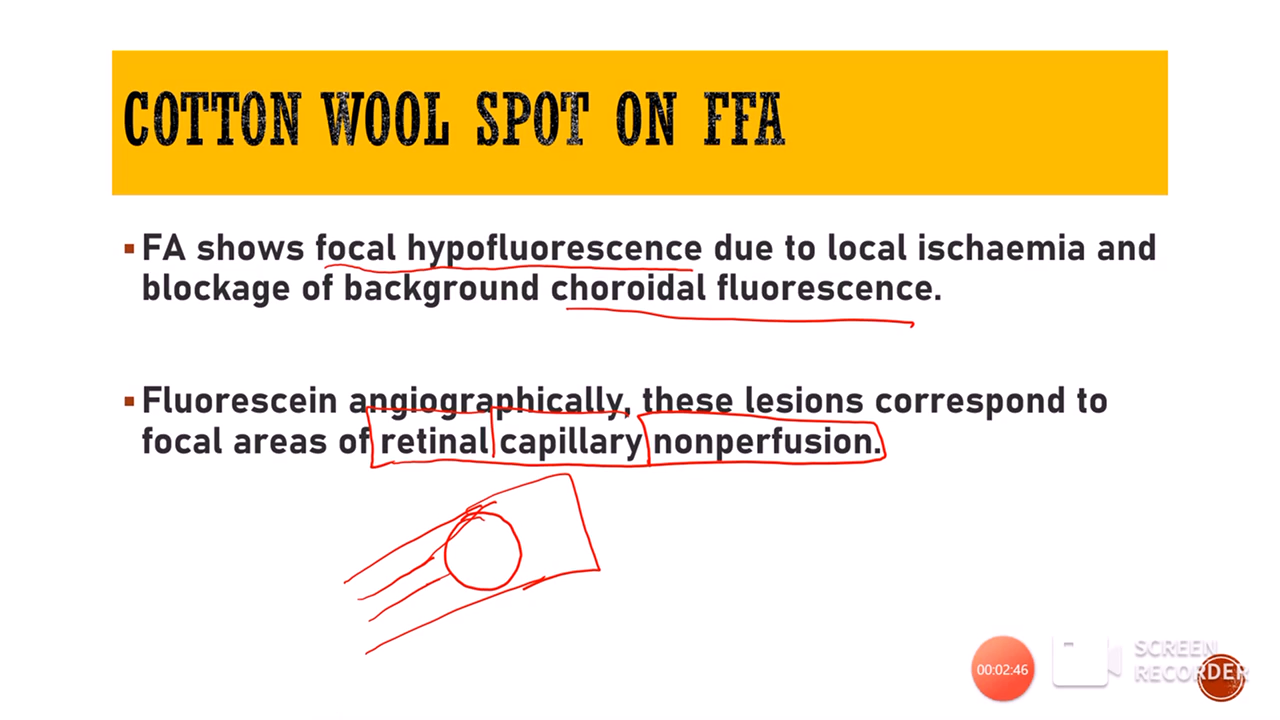 COTTON WOOL SPOT ON FFA
▪ FA shows focal hypofluorescence due to local ischaemia and
blockage of background choroidal fluorescence.
▪ Fluorescein angiographically, these lesions correspond to
focal areas of retinal capillary nonperfusion.
00:02:46
SCREEN
RECORDER